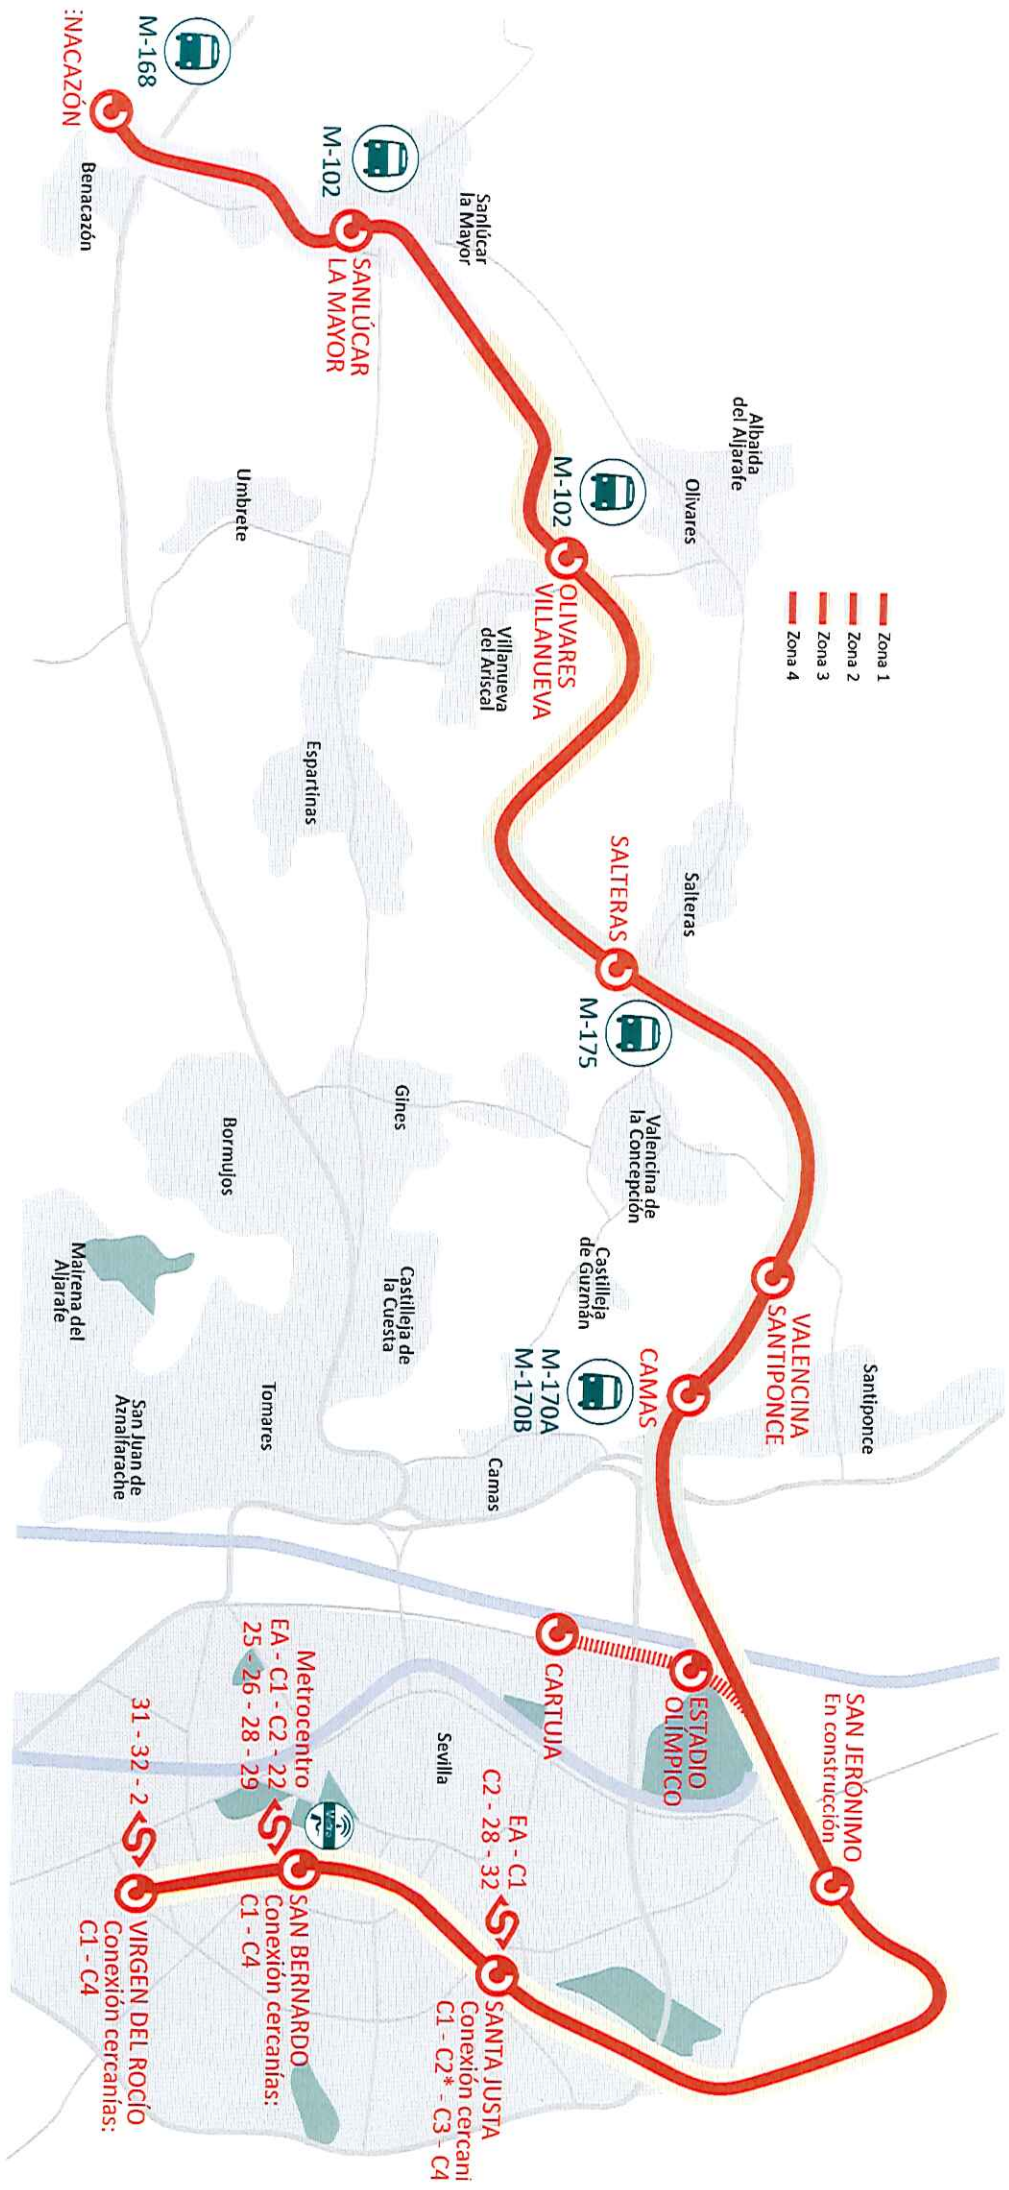 Zona 1
Zona 2
Zona 3
Zona 4
Santiponce
SAN JERÓNIMO
En construcción
VALENCINA
SANTIPONCE
Albaida
del Aljarafe
Olivares
Salteras
ESTADIO
OLÍMPICO
CAMAS
Valencina de
la Concepción
SALTERAS
M-175
Castilleja
de Guzmán
M-102
OLIVARES
VILLANUEVA
M-170A
M-170B
CARTUJA
Sanlúcar
la Mayor
Villanueva
del Ariscal
Camas
EA - C1
C2 - 28 - 32
SANTA JUSTA
Conexión cercani
C1 - C2* - C3 - C4
Sevilla
Gines
Castilleja de
la Cuesta
M-102
SANLÚCAR
LA MAYOR
Espartinas
Umbrete
Bormujos
Tomares
Metrocentro
EA - C1 - C2 - 22
25 - 26 - 28 - 29
SAN BERNARDO
Conexión cercanías:
C1 - C4
M-168
NACAZÓN
Benacazón
Mairena del
Aljarafe
San Juan de
Aznalfarache
31 - 32 - 2
VIRGEN DEL ROCÍO
Conexión cercanías:
C1 - C4